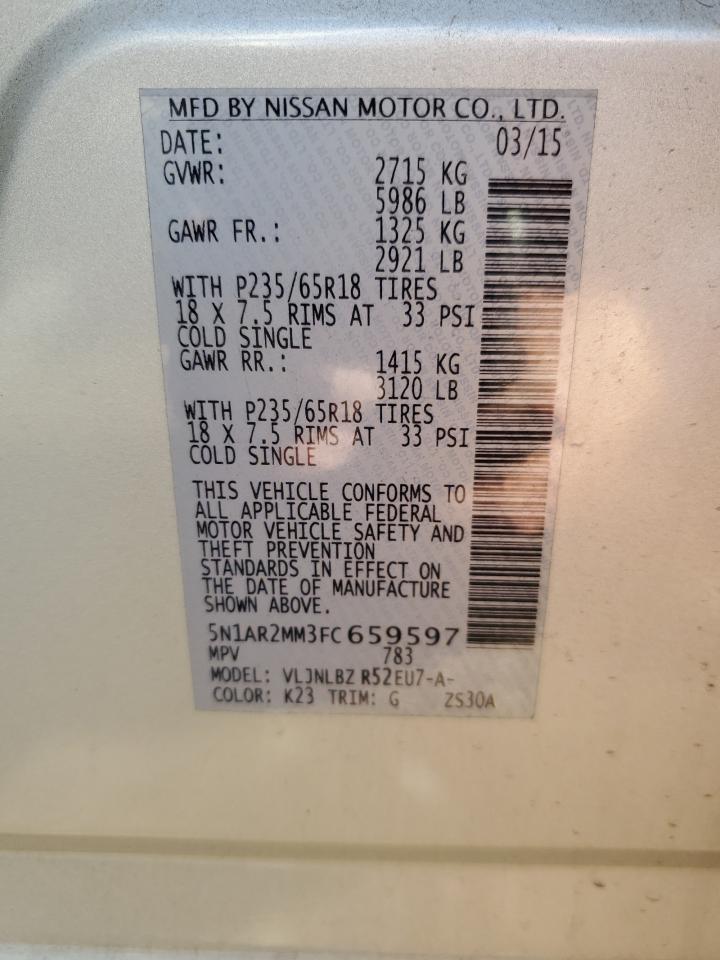 MFD BY NISSAN MOTOR CO., LTD.
DATE: 03/15
GVWR: 2715 KG
5986 LB
GAWR FR.: 1325 KG
2921 LB
WITH P235/65R18 TIRES
18 X 7.5 RIMS AT 33 PSI
COLD SINGLE
GAWR RR.: 1415 KG
3120 LB
WITH P235/65R18 TIRES
18 X 7.5 RIMS AT 33 PSI
COLD SINGLE
THIS VEHICLE CONFORMS TO
ALL APPLICABLE FEDERAL
MOTOR VEHICLE SAFETY AND
THEFT PREVENTION
STANDARDS IN EFFECT ON
THE DATE OF MANUFACTURE
SHOWN ABOVE.
5N1AR2MM3FC659597
MPV 783
MODEL: VLJNLBZ R52EU7-A-
COLOR: K23 TRIM: G ZS30A